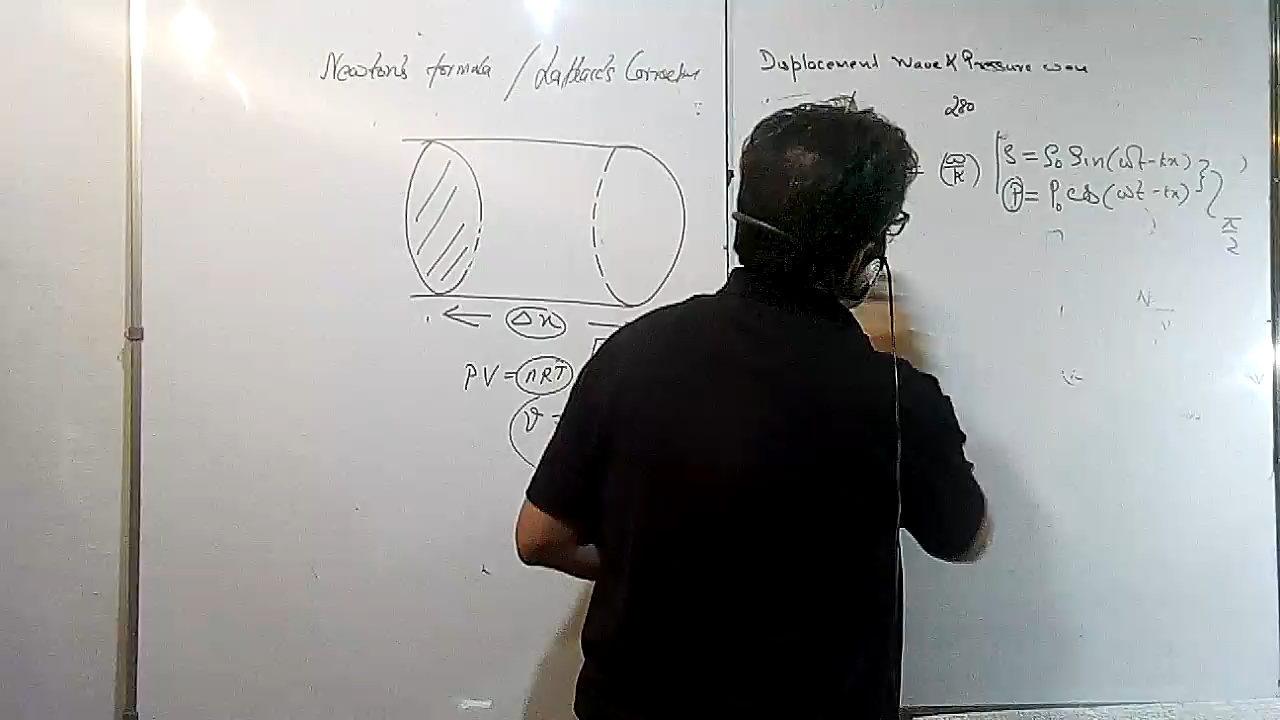 Newton's formula / Laplace's Correction
Δx
PV = nRT
v =
Displacement wave & Pressure wave
280
= (ω/k)
S = S₀ Sin(ωt-kx)
P = P₀ cos(ωt-kx)
π/2